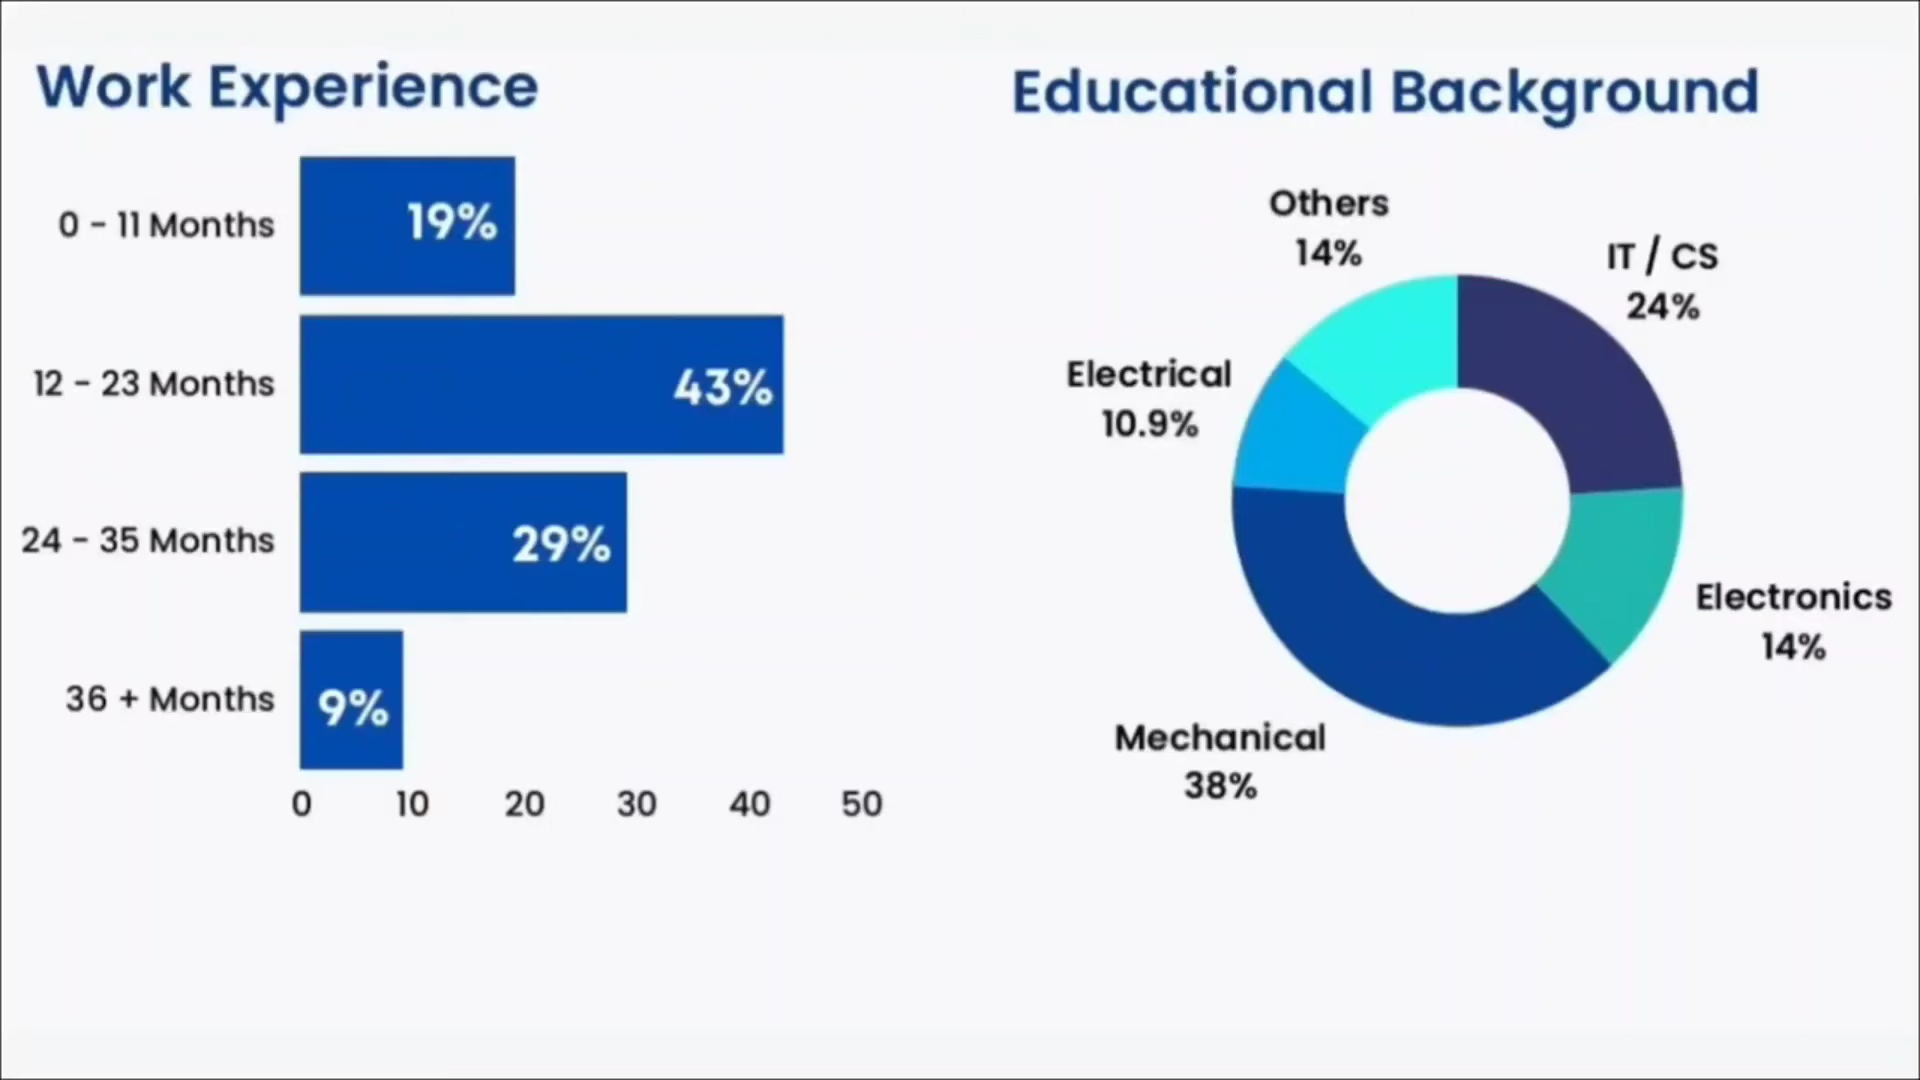 Work Experience
0 - 11 Months
19%
12 - 23 Months
43%
24 - 35 Months
29%
36 + Months
9%
0 10 20 30 40 50
Educational Background
Others
14%
IT / CS
24%
Electrical
10.9%
Electronics
14%
Mechanical
38%